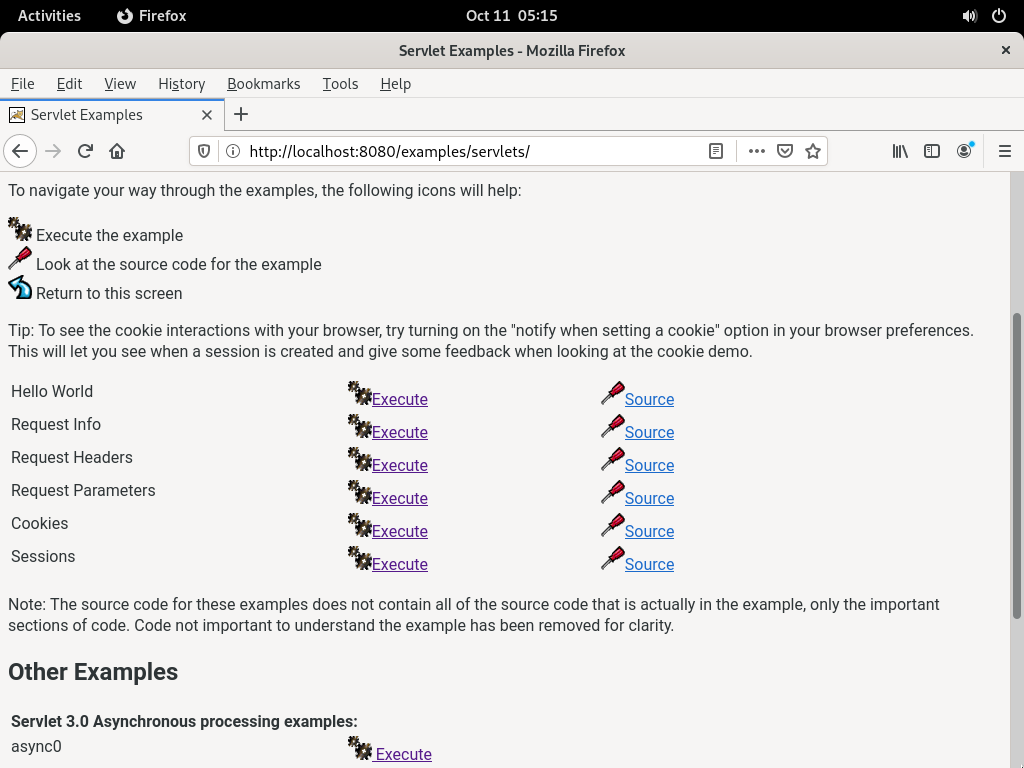 Activities Firefox Oct 11 05:15
Servlet Examples - Mozilla Firefox
File Edit View History Bookmarks Tools Help
Servlet Examples
http://localhost:8080/examples/servlets/
To navigate your way through the examples, the following icons will help:
Execute the example
Look at the source code for the example
Return to this screen
Tip: To see the cookie interactions with your browser, try turning on the "notify when setting a cookie" option in your browser preferences.
This will let you see when a session is created and give some feedback when looking at the cookie demo.
Hello World Execute Source
Request Info Execute Source
Request Headers Execute Source
Request Parameters Execute Source
Cookies Execute Source
Sessions Execute Source
Note: The source code for these examples does not contain all of the source code that is actually in the example, only the important
sections of code. Code not important to understand the example has been removed for clarity.
Other Examples
Servlet 3.0 Asynchronous processing examples:
async0 Execute